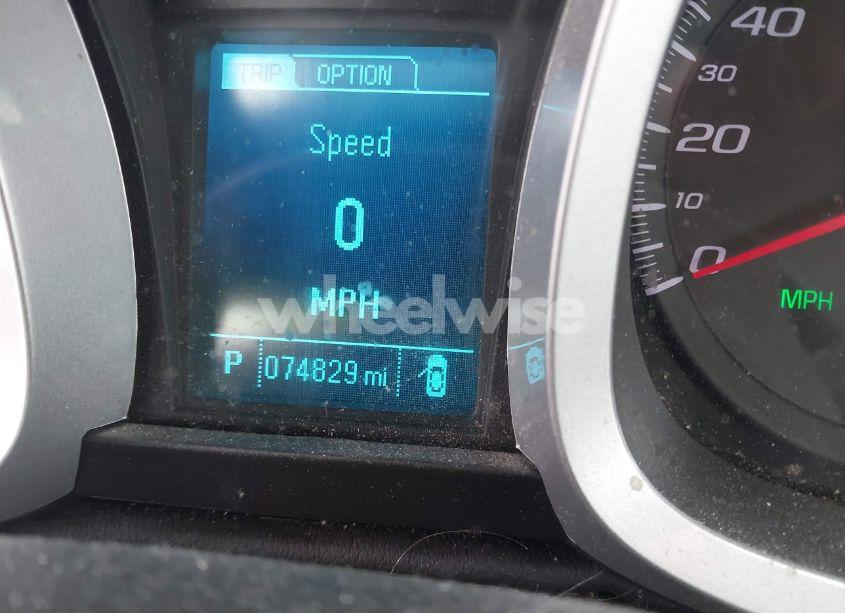 TRIP OPTION
Speed
0
MPH
P 074829 mi
40
30
20
10
0
MPH
wheelwise